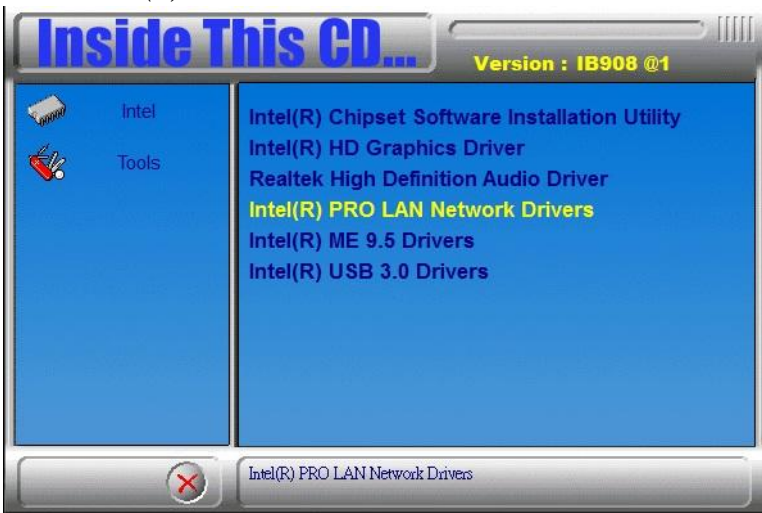 Inside This CD...
Version : IB908 @1
Intel
Tools
Intel(R) Chipset Software Installation Utility
Intel(R) HD Graphics Driver
Realtek High Definition Audio Driver
Intel(R) PRO LAN Network Drivers
Intel(R) ME 9.5 Drivers
Intel(R) USB 3.0 Drivers
Intel(R) PRO LAN Network Drivers